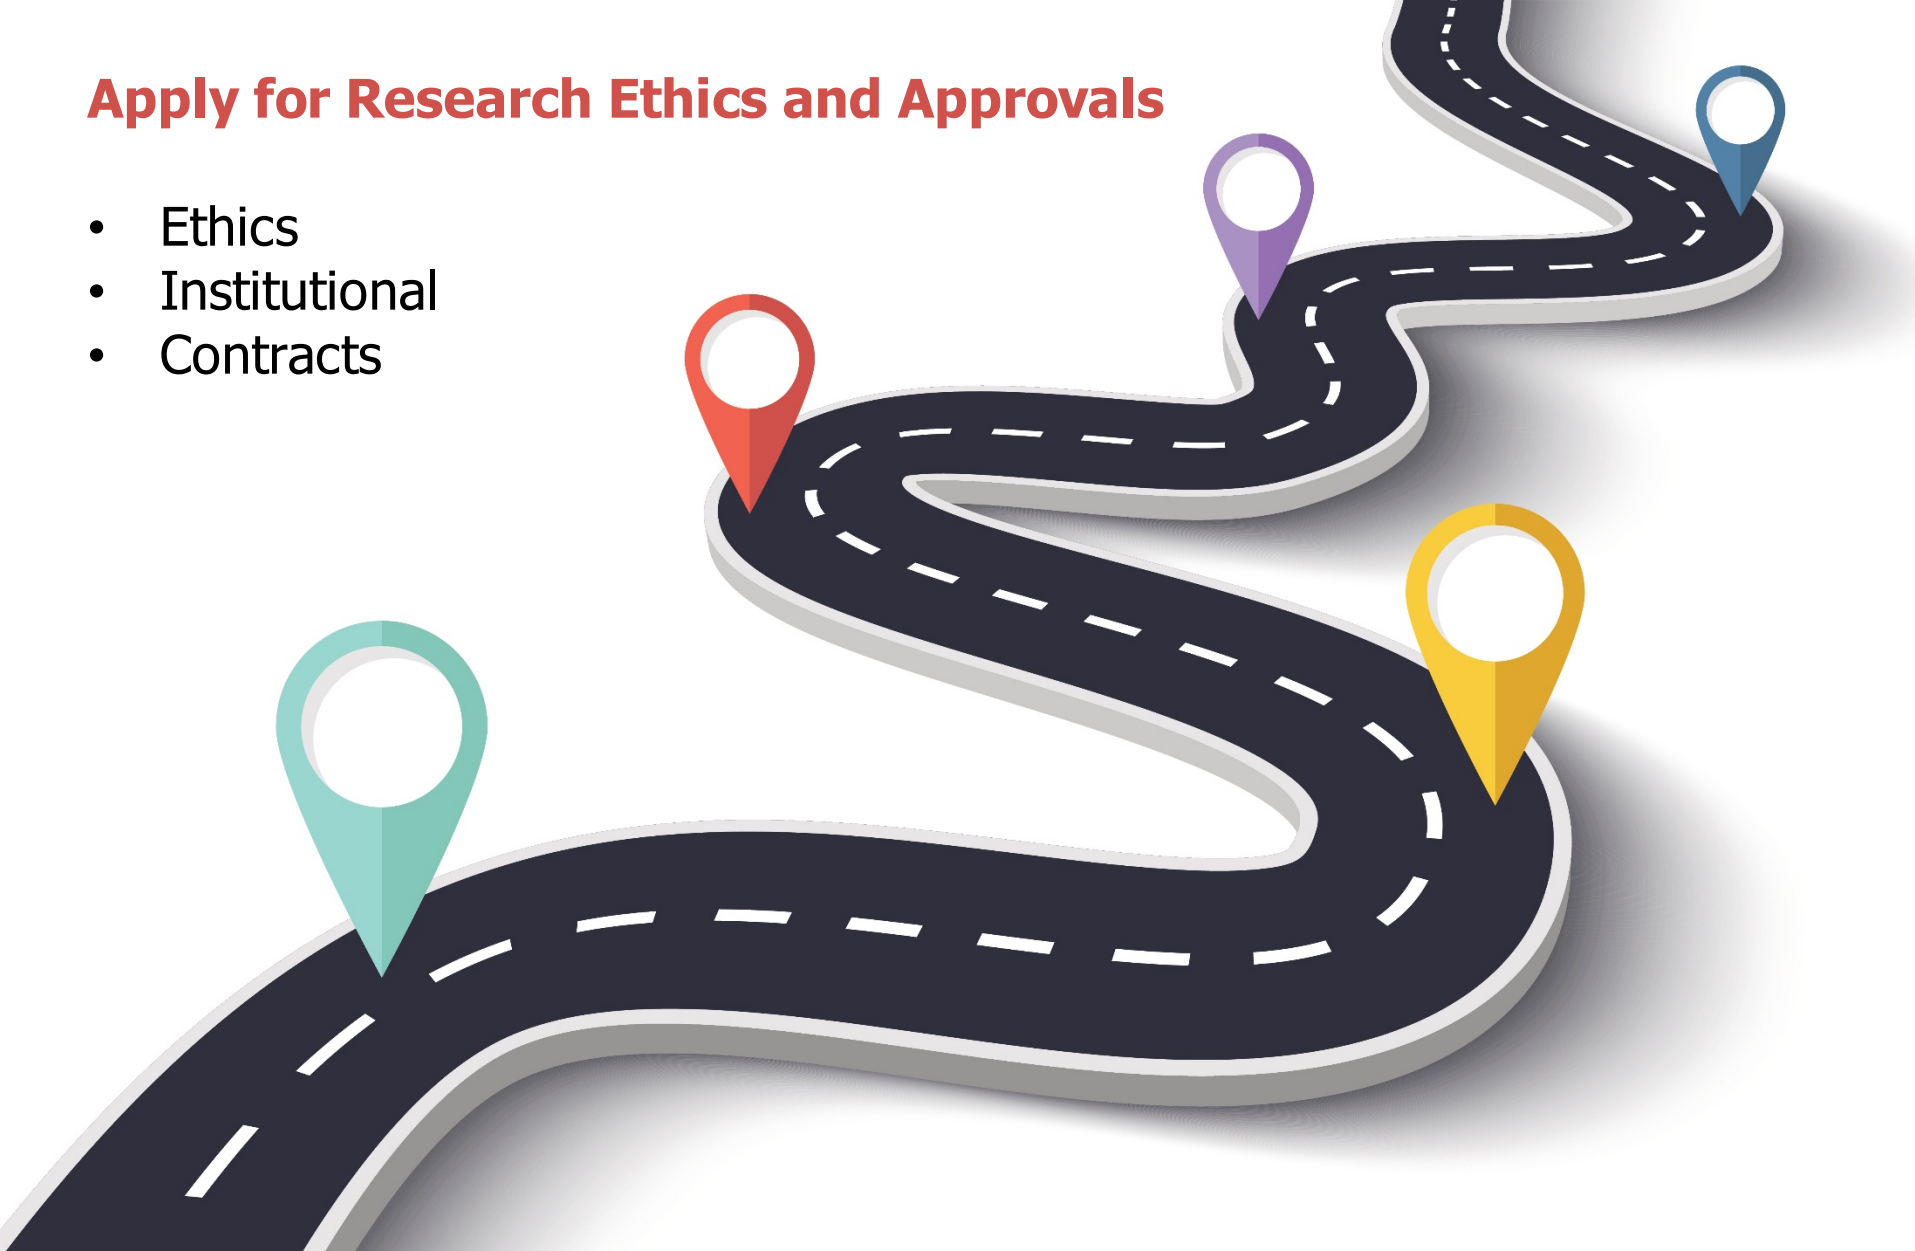 Apply for Research Ethics and Approvals
• Ethics
• Institutional
• Contracts